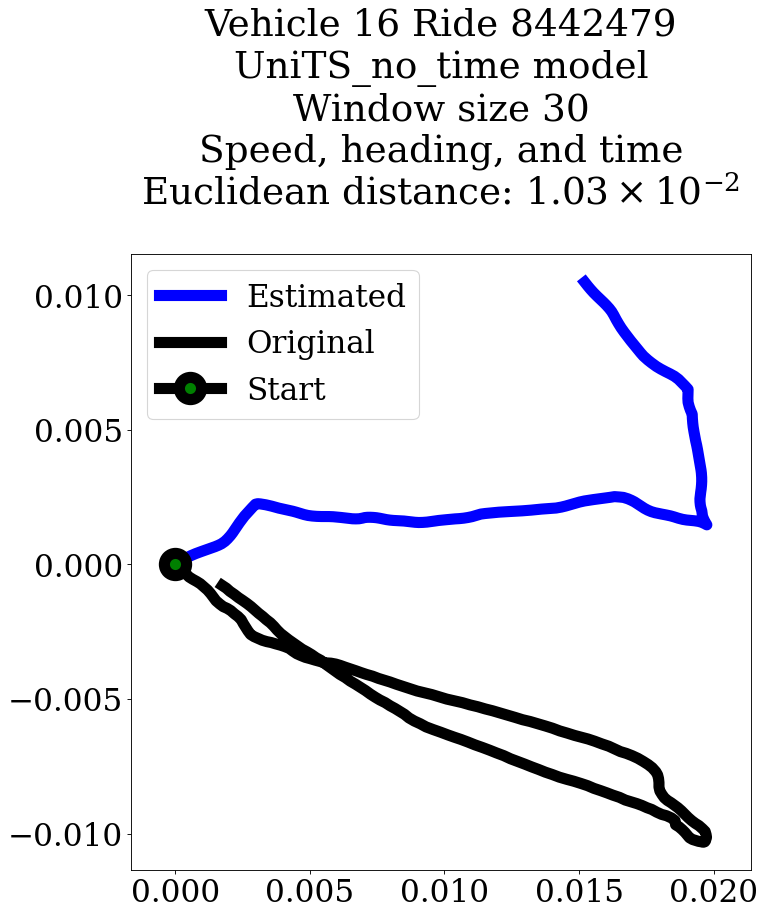 Vehicle 16 Ride 8442479
UniTS_no_time model
Window size 30
Speed, heading, and time
Euclidean distance: 1.03 × 10⁻²
Estimated
Original
Start
0.010
0.005
0.000
−0.005
−0.010
0.000 0.005 0.010 0.015 0.020